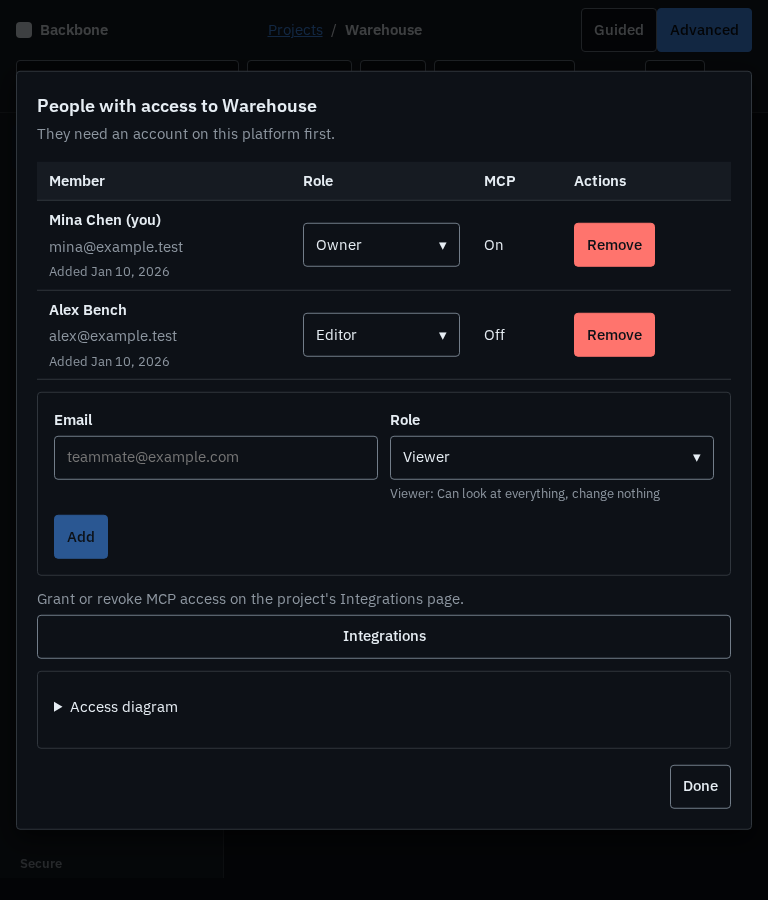 Backbone
Projects / Warehouse
Guided
Advanced
People with access to Warehouse
They need an account on this platform first.
Member Role MCP Actions
Mina Chen (you)
mina@example.test
Added Jan 10, 2026
Owner
On
Remove
Alex Bench
alex@example.test
Added Jan 10, 2026
Editor
Off
Remove
Email
teammate@example.com
Role
Viewer
Viewer: Can look at everything, change nothing
Add
Grant or revoke MCP access on the project's Integrations page.
Integrations
Access diagram
Done
Secure